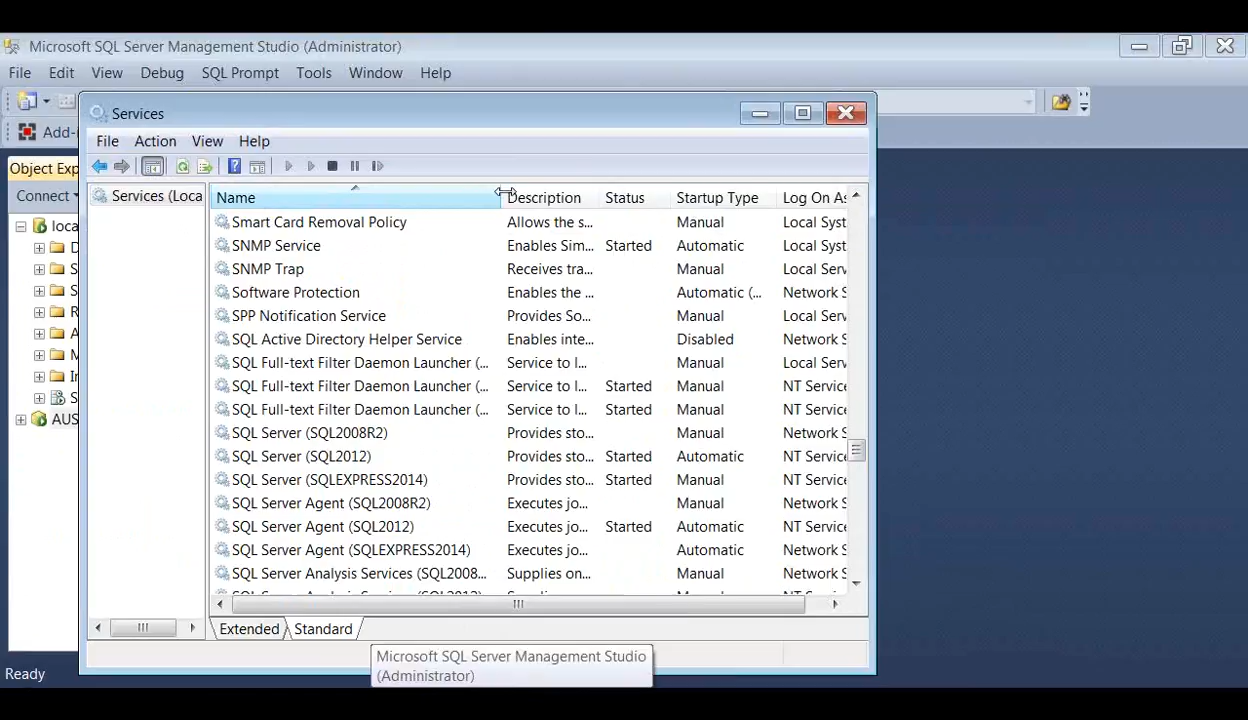 Microsoft SQL Server Management Studio (Administrator)
File Edit View Debug SQL Prompt Tools Window Help
Services
Add-
File Action View Help
Object Exp
Connect
Services (Loca
Name Description Status Startup Type Log On As
loca
Smart Card Removal Policy Allows the s... Manual Local Syst
D
SNMP Service Enables Sim... Started Automatic Local Syst
S
SNMP Trap Receives tra... Manual Local Serv
S
Software Protection Enables the ... Automatic (... Network S
R
SPP Notification Service Provides So... Manual Local Serv
A
SQL Active Directory Helper Service Enables inte... Disabled Network S
M
SQL Full-text Filter Daemon Launcher (... Service to l... Manual Local Serv
In
SQL Full-text Filter Daemon Launcher (... Service to l... Started Manual NT Service
S
SQL Full-text Filter Daemon Launcher (... Service to l... Started Manual NT Service
AUS
SQL Server (SQL2008R2) Provides sto... Manual Network S
SQL Server (SQL2012) Provides sto... Started Automatic NT Service
SQL Server (SQLEXPRESS2014) Provides sto... Started Manual NT Service
SQL Server Agent (SQL2008R2) Executes jo... Manual Network S
SQL Server Agent (SQL2012) Executes jo... Started Automatic NT Service
SQL Server Agent (SQLEXPRESS2014) Executes jo... Automatic Network S
SQL Server Analysis Services (SQL2008... Supplies on... Manual Network S
Extended Standard
Microsoft SQL Server Management Studio
(Administrator)
Ready